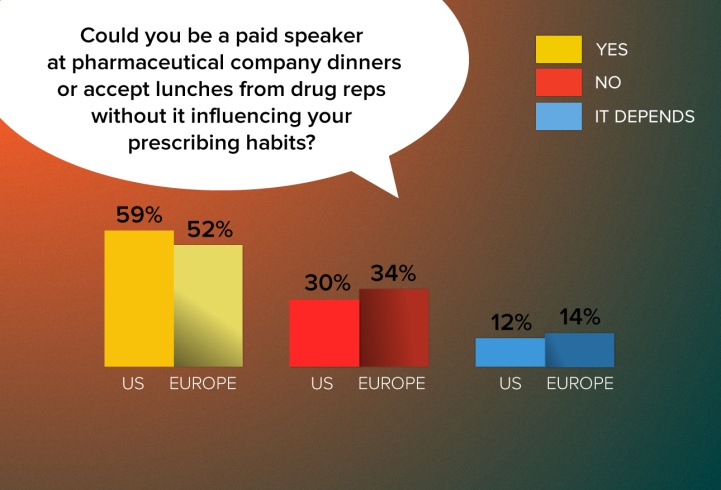 Could you be a paid speaker
at pharmaceutical company dinners
or accept lunches from drug reps
without it influencing your
prescribing habits?
YES
NO
IT DEPENDS
59%
52%
30%
34%
12%
14%
US
EUROPE
US
EUROPE
US
EUROPE